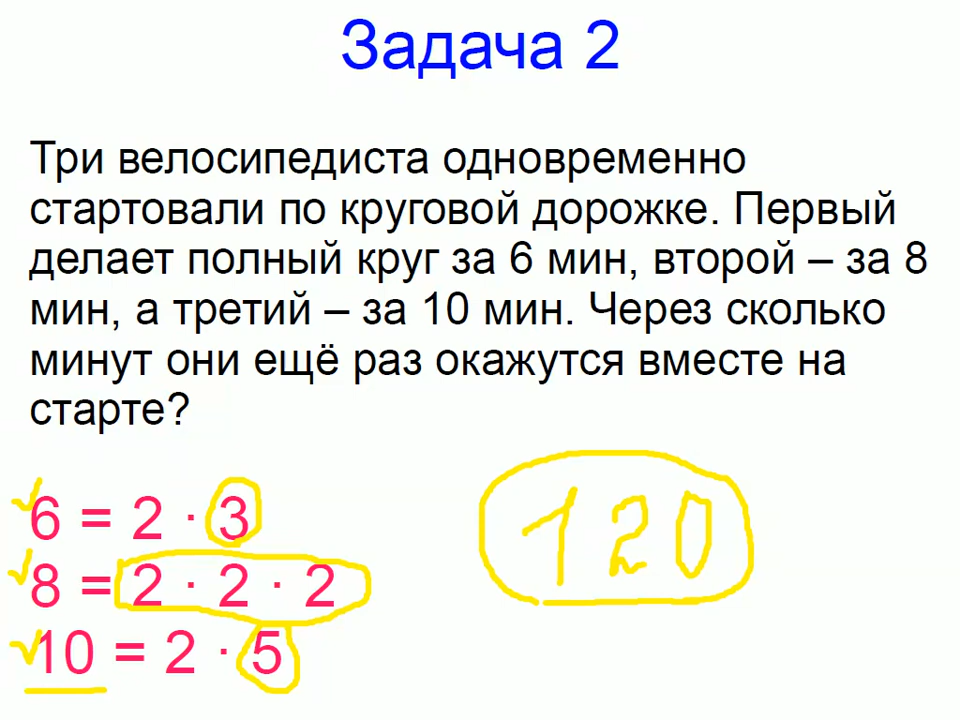 Задача 2
Три велосипедиста одновременно
стартовали по круговой дорожке. Первый
делает полный круг за 6 мин, второй – за 8
мин, а третий – за 10 мин. Через сколько
минут они ещё раз окажутся вместе на
старте?
6 = 2 · 3
8 = 2 · 2 · 2
10 = 2 · 5
120